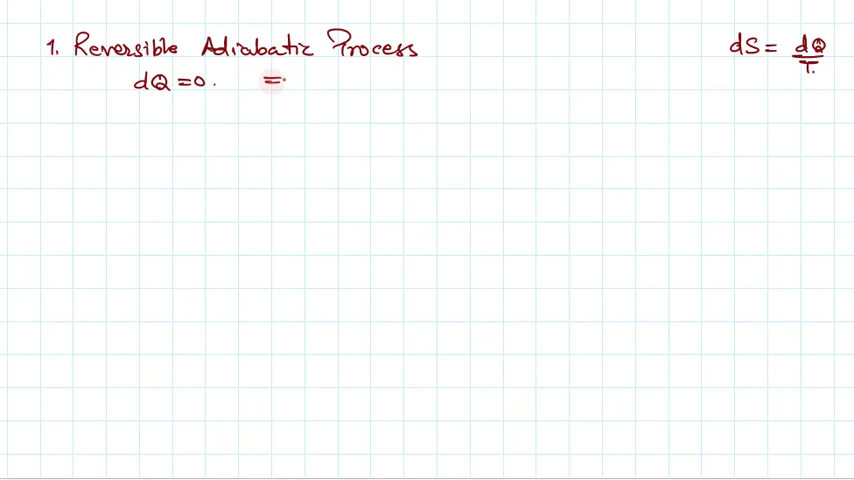 1. Reversible Adiabatic Process
dS = dQ/T.
dQ = 0. =